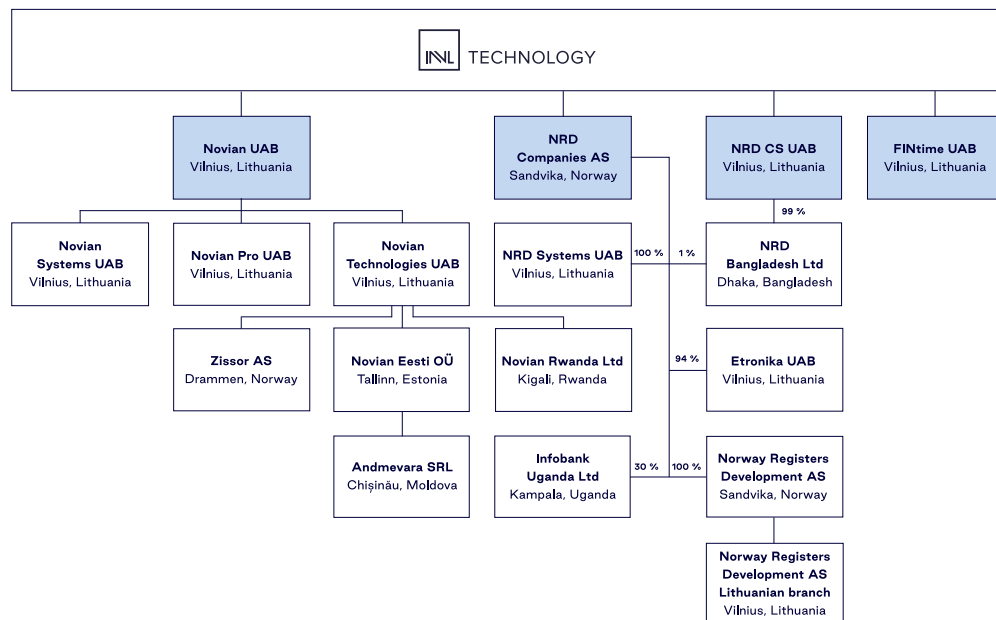 INVL TECHNOLOGY
Novian UAB
Vilnius, Lithuania
NRD
Companies AS
Sandvika, Norway
NRD CS UAB
Vilnius, Lithuania
FINtime UAB
Vilnius, Lithuania
99 %
Novian
Systems UAB
Vilnius, Lithuania
Novian Pro UAB
Vilnius, Lithuania
Novian
Technologies UAB
Vilnius, Lithuania
NRD Systems UAB
Vilnius, Lithuania
100 %
1 %
NRD
Bangladesh Ltd
Dhaka, Bangladesh
Zissor AS
Drammen, Norway
Novian Eesti OÜ
Tallinn, Estonia
Novian Rwanda Ltd
Kigali, Rwanda
94 %
Etronika UAB
Vilnius, Lithuania
Andmevara SRL
Chișinău, Moldova
Infobank
Uganda Ltd
Kampala, Uganda
30 %
100 %
Norway Registers
Development AS
Sandvika, Norway
Norway Registers
Development AS
Lithuanian branch
Vilnius, Lithuania